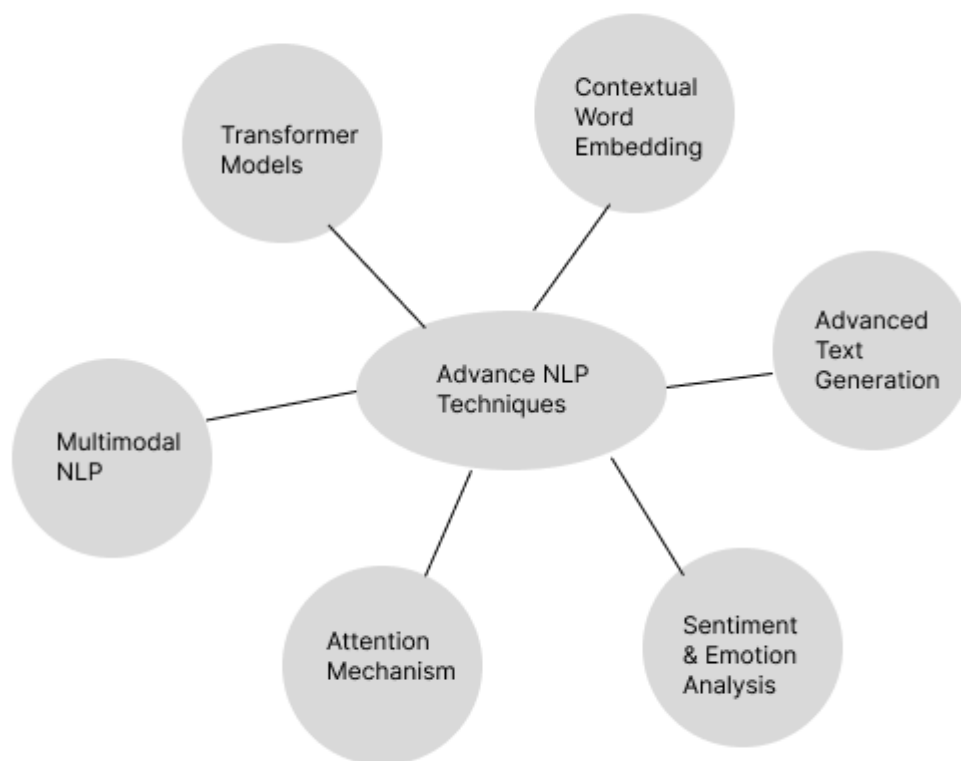 Transformer
Models
Contextual
Word
Embedding
Advanced
Text
Generation
Advance NLP
Techniques
Multimodal
NLP
Attention
Mechanism
Sentiment
& Emotion
Analysis